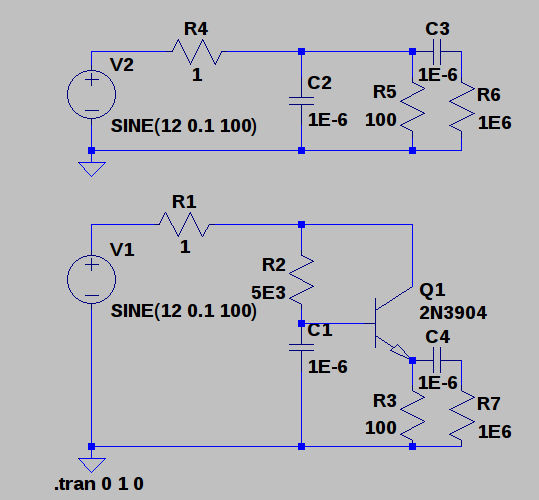 R4
C3
V2
1
C2
1E-6
R5
R6
1E-6
100
1E6
SINE(12 0.1 100)
R1
V1
1
R2
5E3
Q1
2N3904
SINE(12 0.1 100)
C1
C4
1E-6
1E-6
R3
R7
100
1E6
.tran 0 1 0